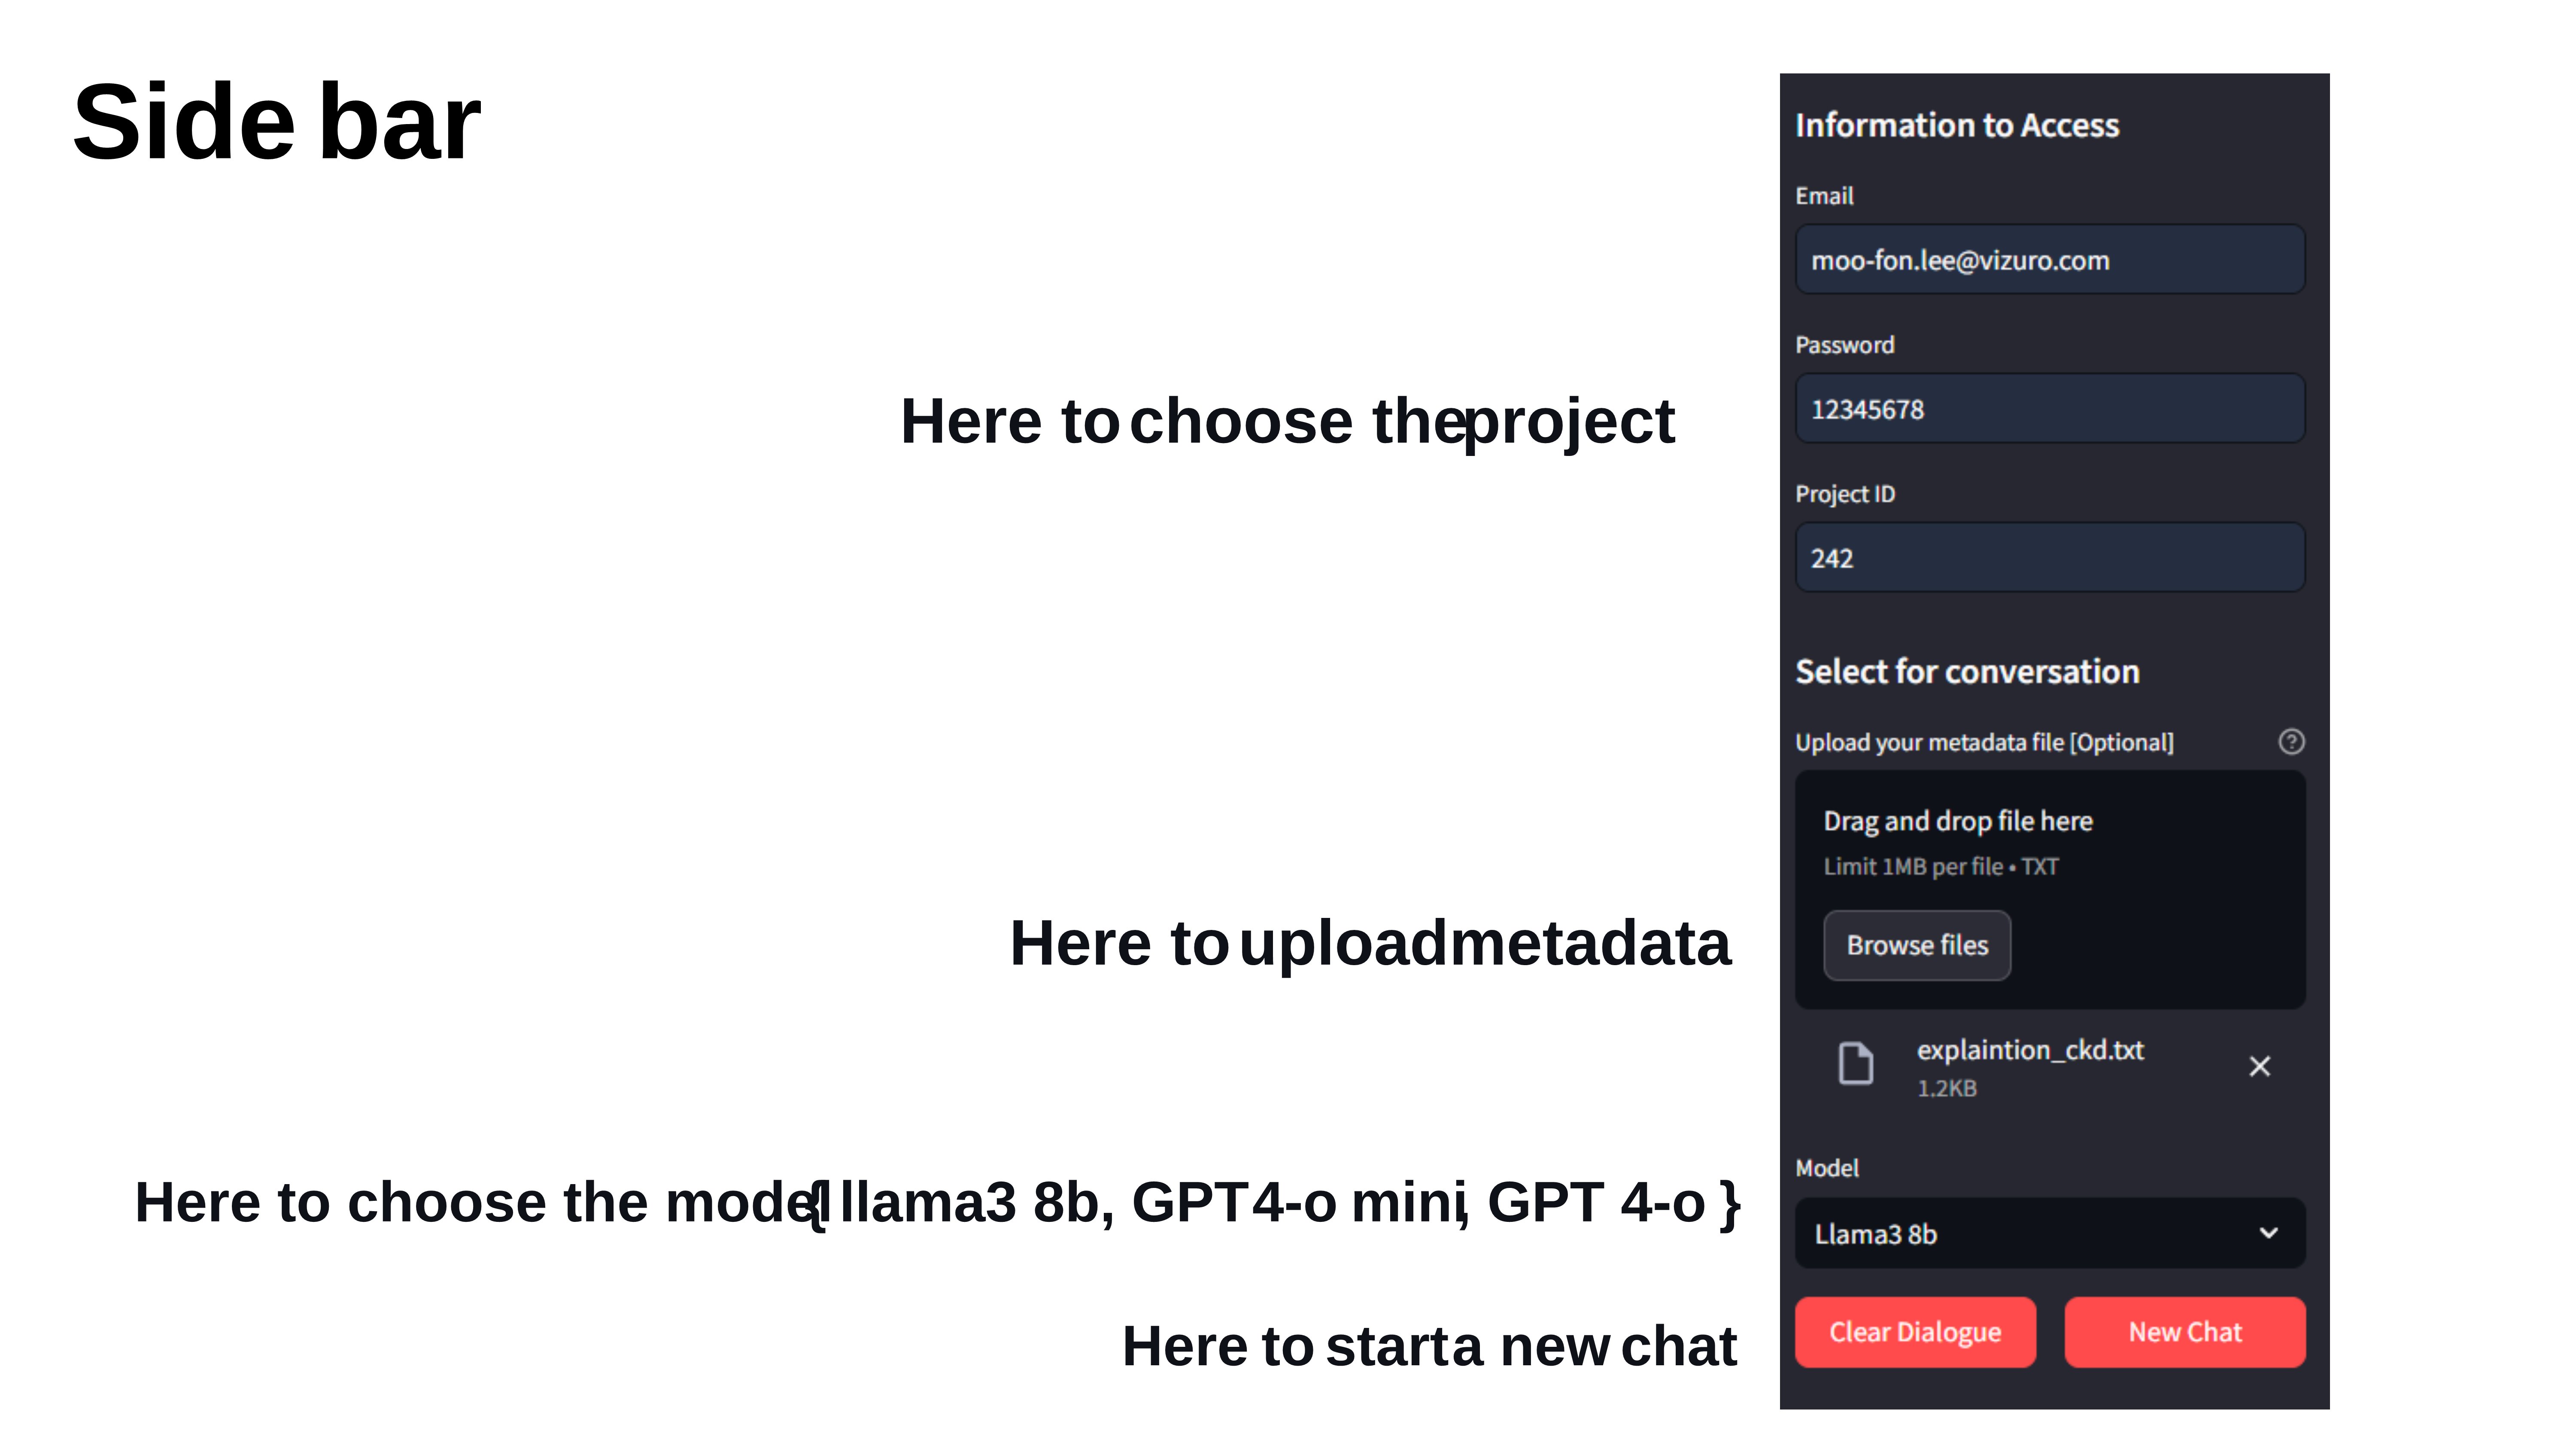 Side bar
Here to choose the project
Here to upload metadata
Here to choose the model { llama3 8b, GPT 4-o mini, GPT 4-o }
Here to start a new chat
Information to Access
Email
moo-fon.lee@vizuro.com
Password
12345678
Project ID
242
Select for conversation
Upload your metadata file [Optional]
Drag and drop file here
Limit 1MB per file • TXT
Browse files
explaintion_ckd.txt
1.2KB
Model
Llama3 8b
Clear Dialogue
New Chat